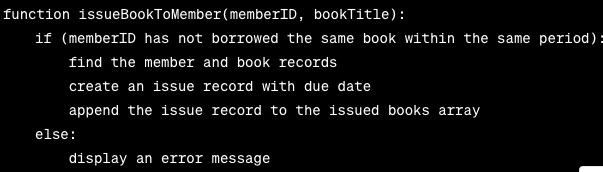 function issueBookToMember(memberID, bookTitle):
    if (memberID has not borrowed the same book within the same period):
        find the member and book records
        create an issue record with due date
        append the issue record to the issued books array
    else:
        display an error message